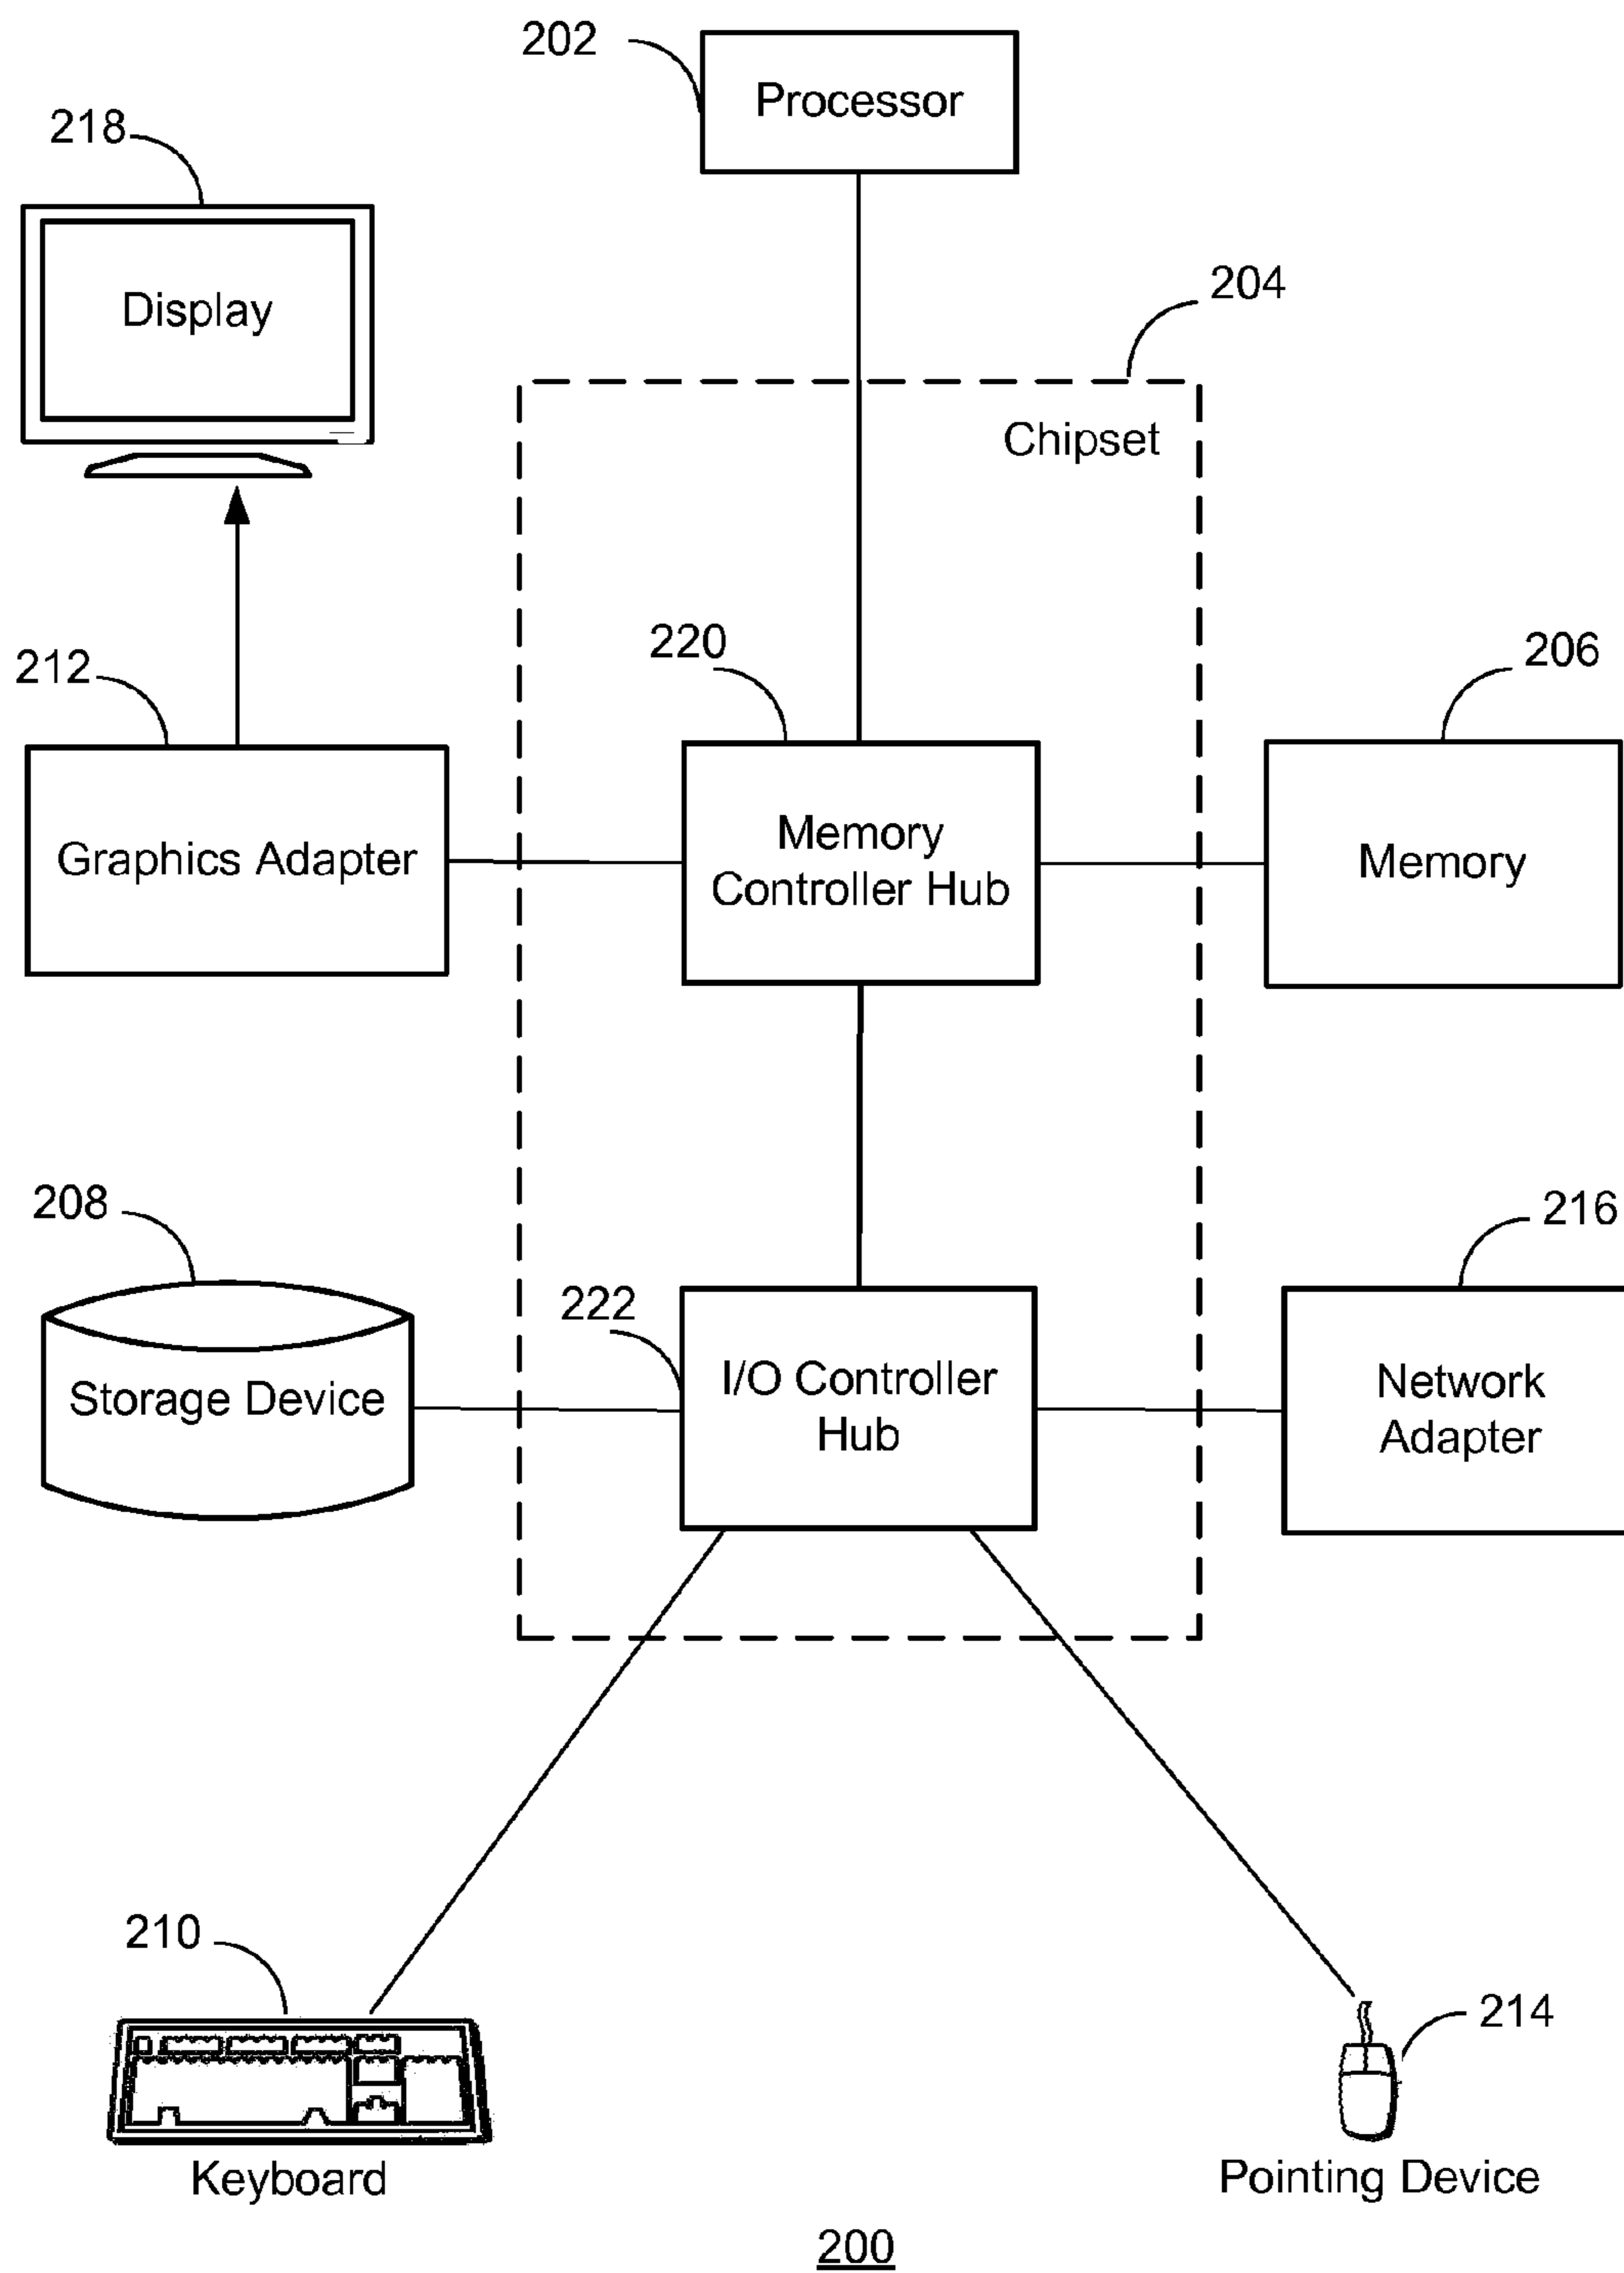 202
Processor
218
Display
204
Chipset
220
212
206
Graphics Adapter
Memory
Controller Hub
Memory
208
216
222
Storage Device
I/O Controller
Hub
Network
Adapter
210
214
Keyboard
Pointing Device
200